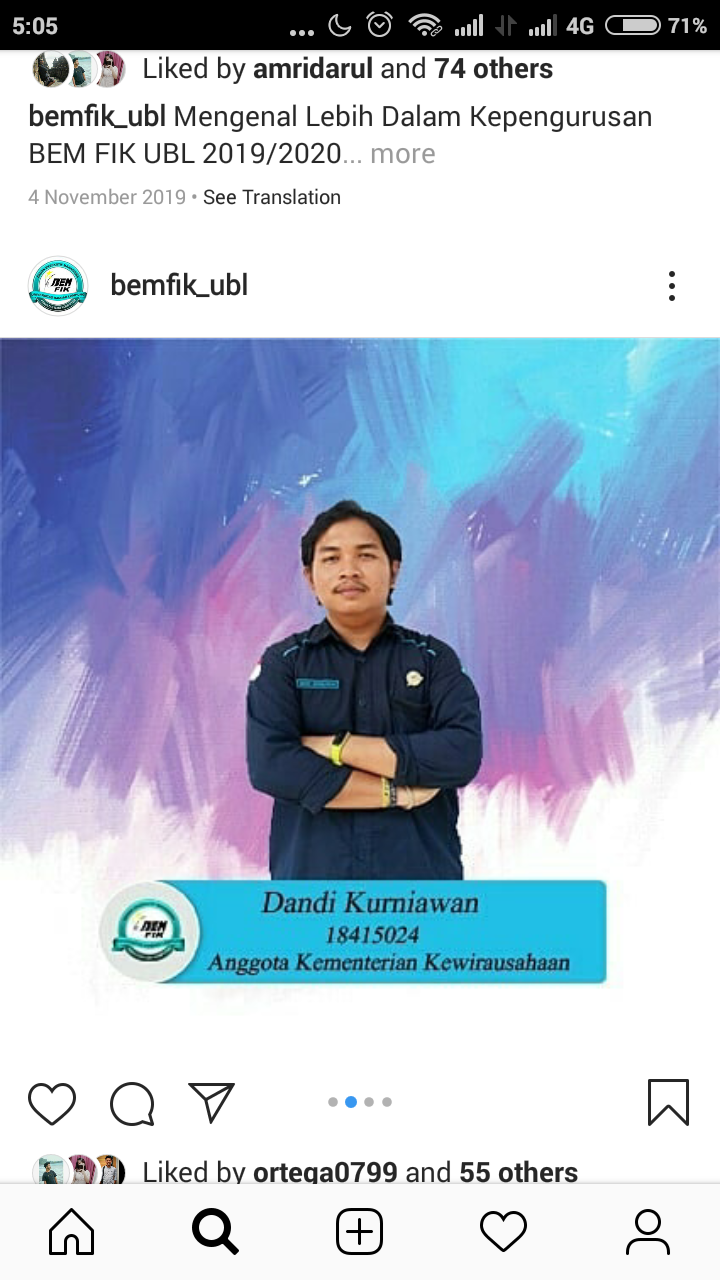 5:05 ... 4G 71%
Liked by amridarul and 74 others
bemfik_ubl Mengenal Lebih Dalam Kepengurusan
BEM FIK UBL 2019/2020... more
4 November 2019 • See Translation
BEM
FIK
bemfik_ubl
Dandi Kurniawan
18415024
Anggota Kementerian Kewirausahaan
BEM
FIK
Liked by ortega0799 and 55 others